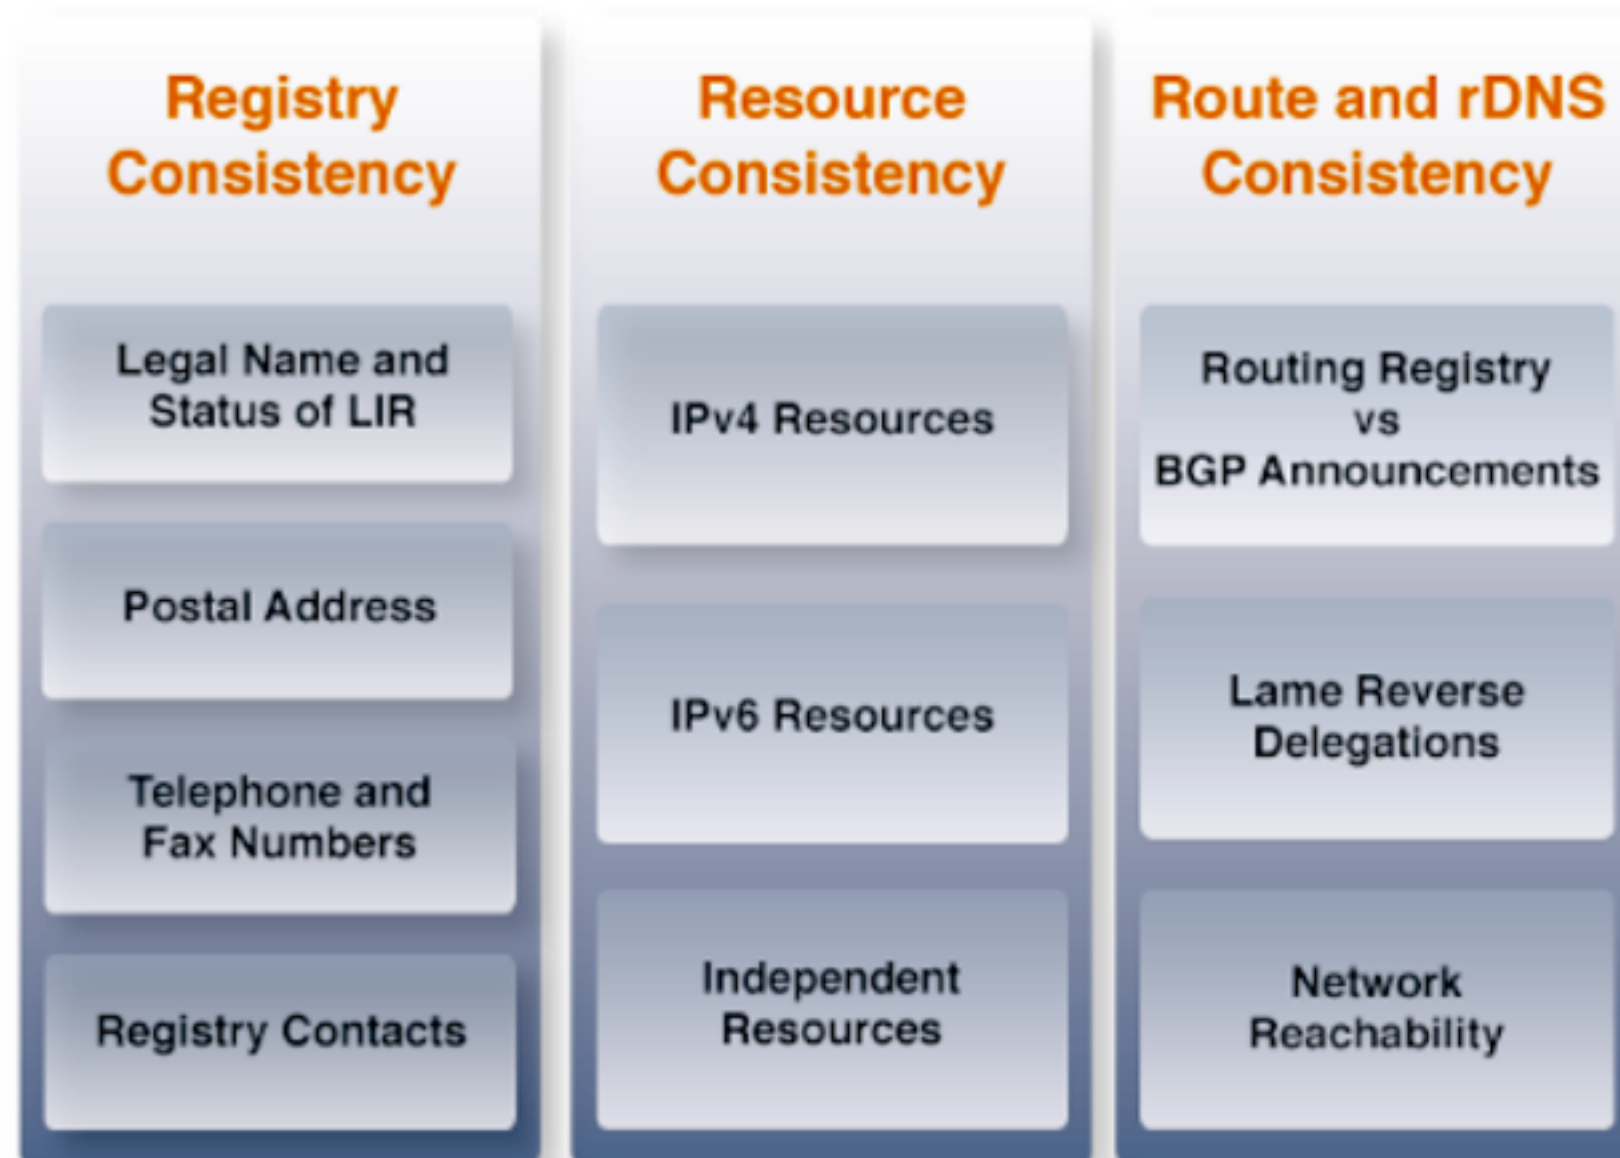 Registry
Consistency
Legal Name and
Status of LIR
Postal Address
Telephone and
Fax Numbers
Registry Contacts
Resource
Consistency
IPv4 Resources
IPv6 Resources
Independent
Resources
Route and rDNS
Consistency
Routing Registry
vs
BGP Announcements
Lame Reverse
Delegations
Network
Reachability